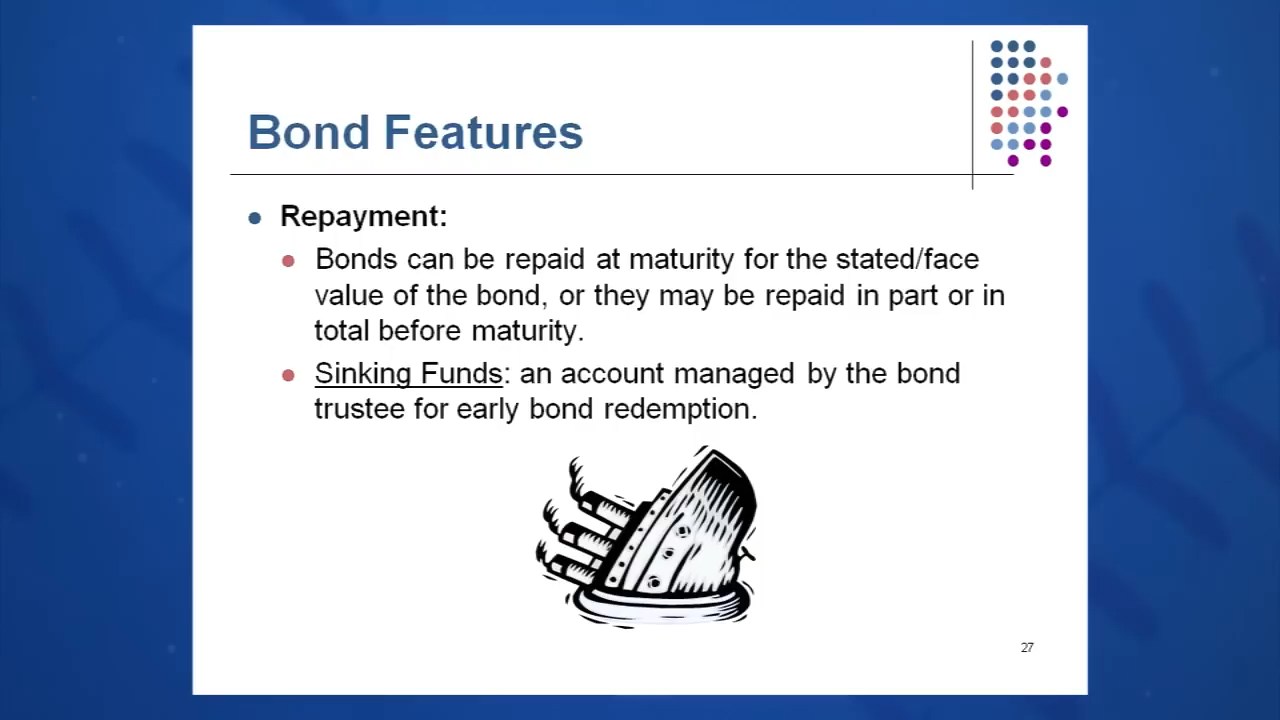 Bond Features
Repayment:
Bonds can be repaid at maturity for the stated/face
value of the bond, or they may be repaid in part or in
total before maturity.
Sinking Funds: an account managed by the bond
trustee for early bond redemption.
27